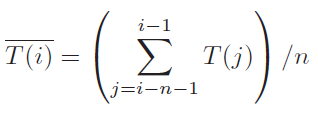 $\overline{T(i)} = \left( \sum_{j=i-n-1}^{i-1} T(j) \right) / n$